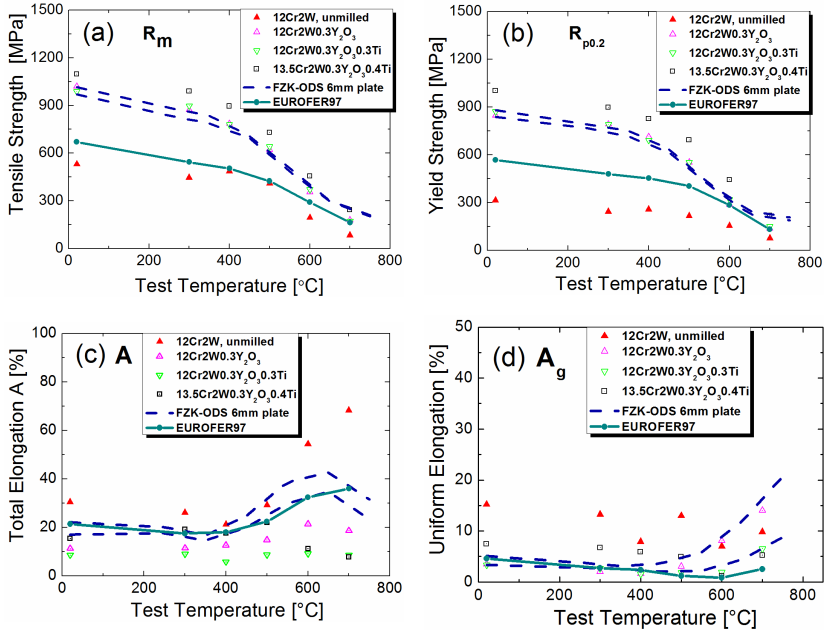 (a) R_m
12Cr2W, unmilled
12Cr2W0.3Y₂O₃
12Cr2W0.3Y₂O₃0.3Ti
13.5Cr2W0.3Y₂O₃0.4Ti
FZK-ODS 6mm plate
EUROFER97
Tensile Strength [MPa]
1500
1200
900
600
300
0
0 200 400 600 800
Test Temperature [°C]
(b) R_p0.2
12Cr2W, unmilled
12Cr2W0.3Y₂O₃
12Cr2W0.3Y₂O₃0.3Ti
13.5Cr2W0.3Y₂O₃0.4Ti
FZK-ODS 6mm plate
EUROFER97
Yield Strength [MPa]
1500
1200
900
600
300
0
0 200 400 600 800
Test Temperature [°C]
(c) A
12Cr2W, unmilled
12Cr2W0.3Y₂O₃
12Cr2W0.3Y₂O₃0.3Ti
13.5Cr2W0.3Y₂O₃0.4Ti
FZK-ODS 6mm plate
EUROFER97
Total Elongation A [%]
100
80
60
40
20
0
0 200 400 600 800
Test Temperature [°C]
(d) A_g
12Cr2W, unmilled
12Cr2W0.3Y₂O₃
12Cr2W0.3Y₂O₃0.3Ti
13.5Cr2W0.3Y₂O₃0.4Ti
FZK-ODS 6mm plate
EUROFER97
Uniform Elongation [%]
50
40
30
20
10
0
0 200 400 600 800
Test Temperature [°C]